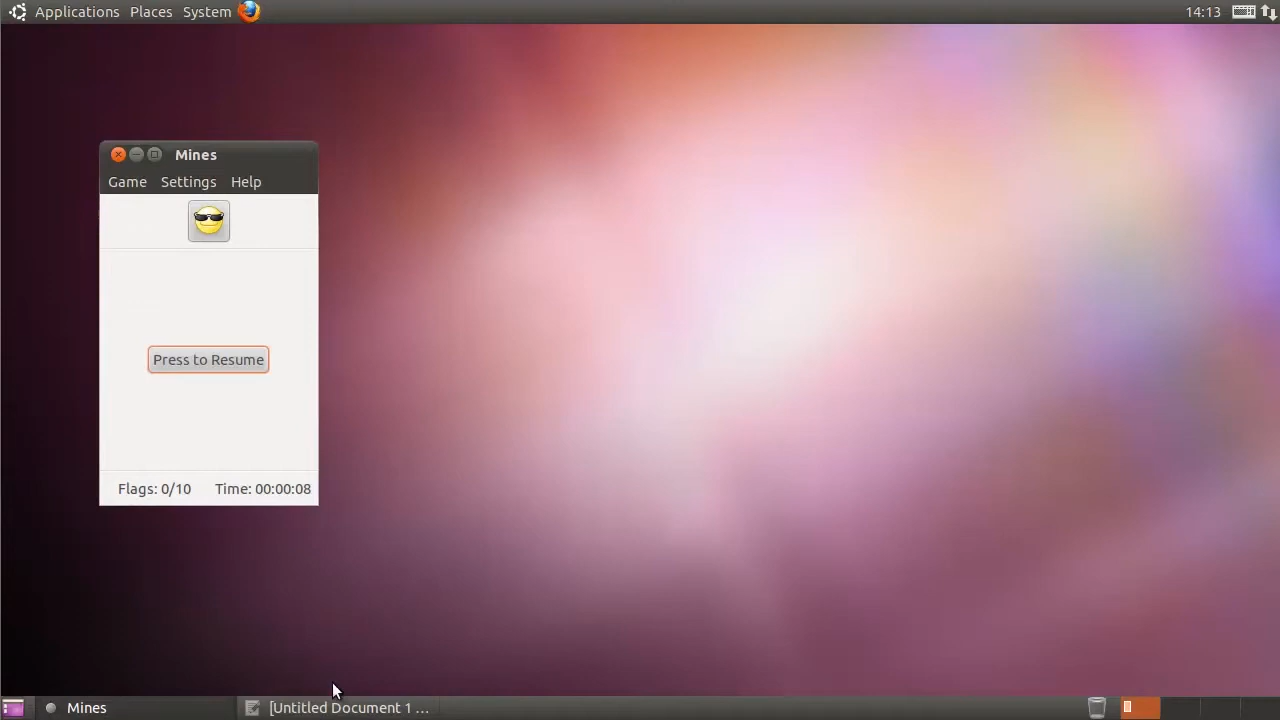 Applications Places System 14:13
Mines
Game Settings Help
Press to Resume
Flags: 0/10 Time: 00:00:08
Mines [Untitled Document 1 ...